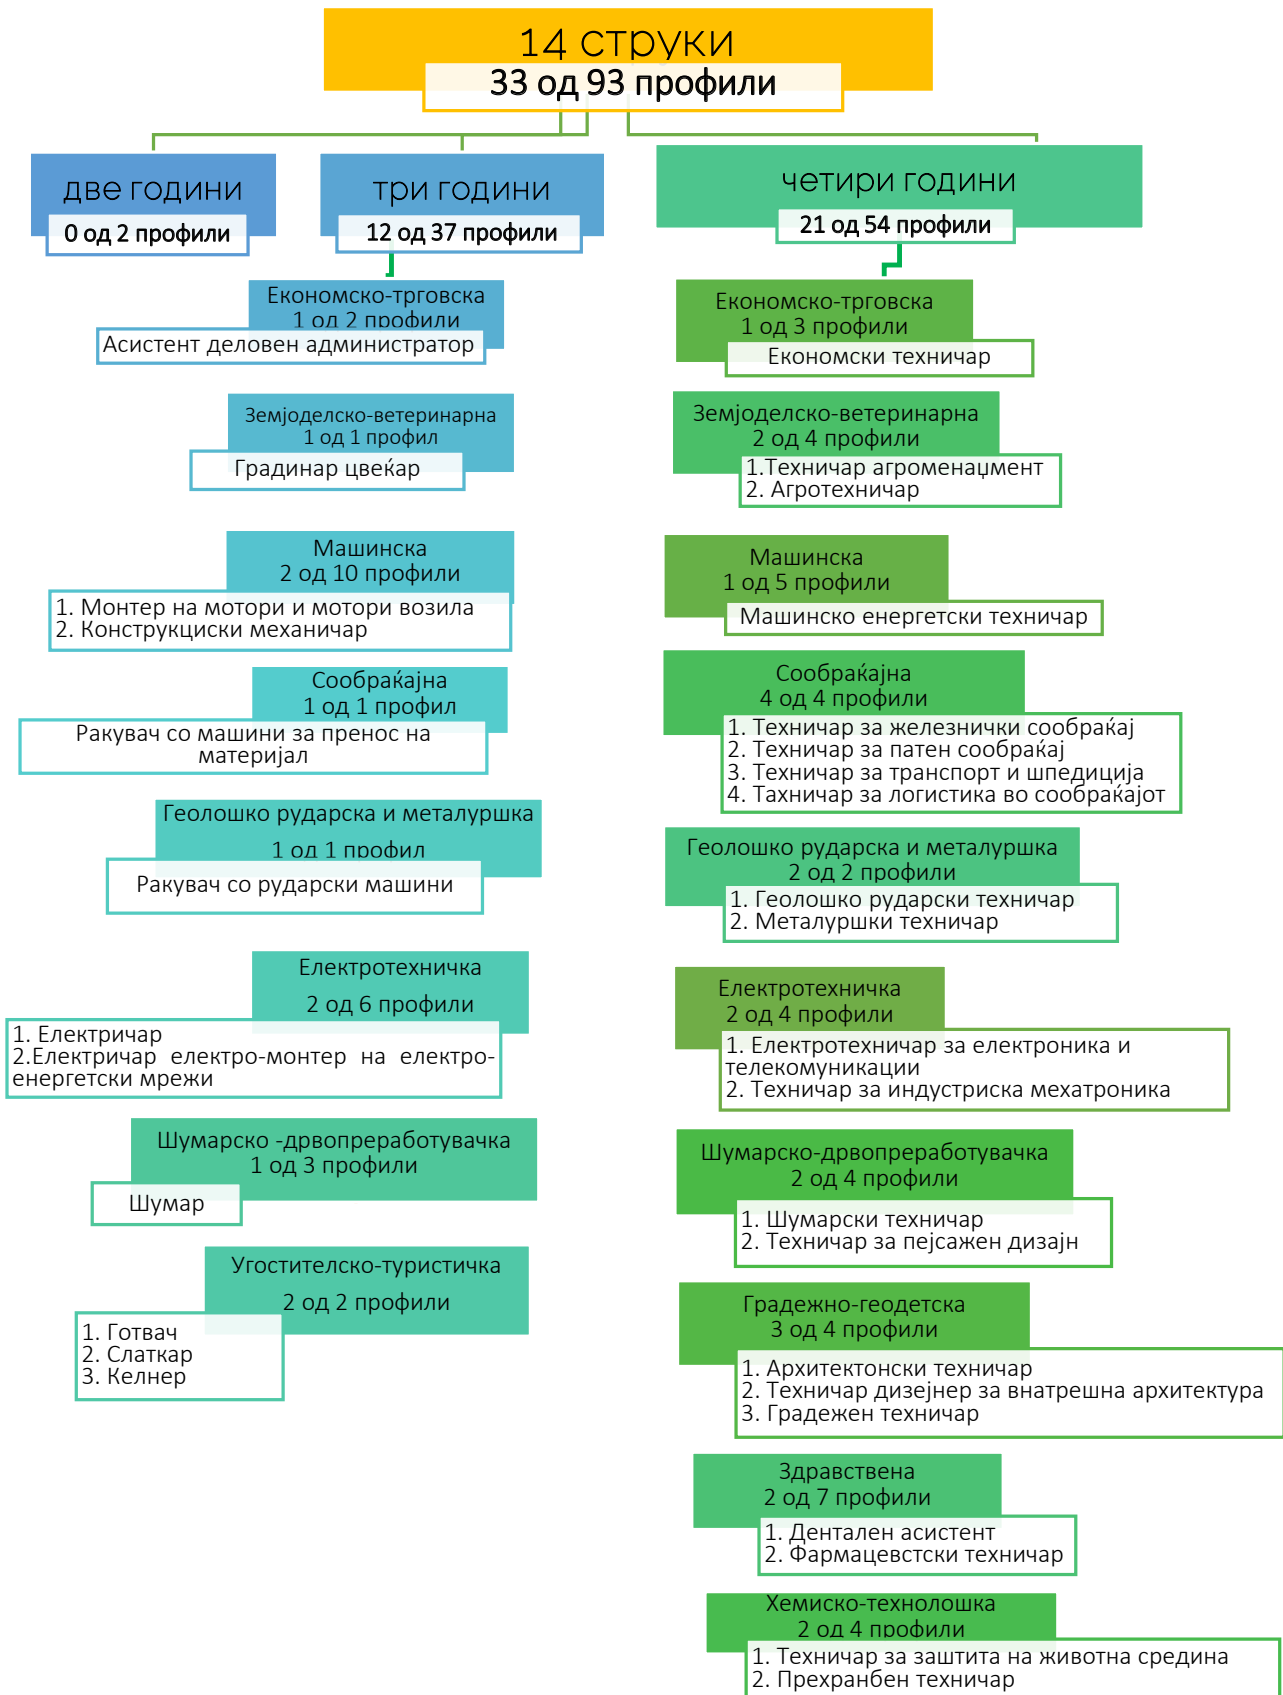 14 струки
33 од 93 профили
две години
0 од 2 профили
три години
12 од 37 профили
четири години
21 од 54 профили
Економско-трговска
1 од 2 профили
Асистент деловен администратор
Земјоделско-ветеринарна
1 од 1 профил
Градинар цвеќар
Машинска
2 од 10 профили
1. Монтер на мотори и мотори возила
2. Конструкциски механичар
Сообраќајна
1 од 1 профил
Ракувач со машини за пренос на
материјал
Геолошко рударска и металуршка
1 од 1 профил
Ракувач со рударски машини
Електротехничка
2 од 6 профили
1. Електричар
2.Електричар електро-монтер на електро-
енергетски мрежи
Шумарско -дрвопреработувачка
1 од 3 профили
Шумар
Угостителско-туристичка
2 од 2 профили
1. Готвач
2. Слаткар
3. Келнер
Економско-трговска
1 од 3 профили
Економски техничар
Земјоделско-ветеринарна
2 од 4 профили
1.Техничар агроменаџмент
2. Агротехничар
Машинска
1 од 5 профили
Машинско енергетски техничар
Сообраќајна
4 од 4 профили
1. Техничар за железнички сообраќај
2. Техничар за патен сообраќај
3. Техничар за транспорт и шпедиција
4. Тахничар за логистика во сообраќајот
Геолошко рударска и металуршка
2 од 2 профили
1. Геолошко рударски техничар
2. Металуршки техничар
Електротехничка
2 од 4 профили
1. Електротехничар за електроника и
телекомуникации
2. Техничар за индустриска мехатроника
Шумарско-дрвопреработувачка
2 од 4 профили
1. Шумарски техничар
2. Техничар за пејсажен дизајн
Градежно-геодетска
3 од 4 профили
1. Архитектонски техничар
2. Техничар дизејнер за внатрешна архитектура
3. Градежен техничар
Здравствена
2 од 7 профили
1. Дентален асистент
2. Фармацевстски техничар
Хемиско-технолошка
2 од 4 профили
1. Техничар за заштита на животна средина
2. Прехранбен техничар